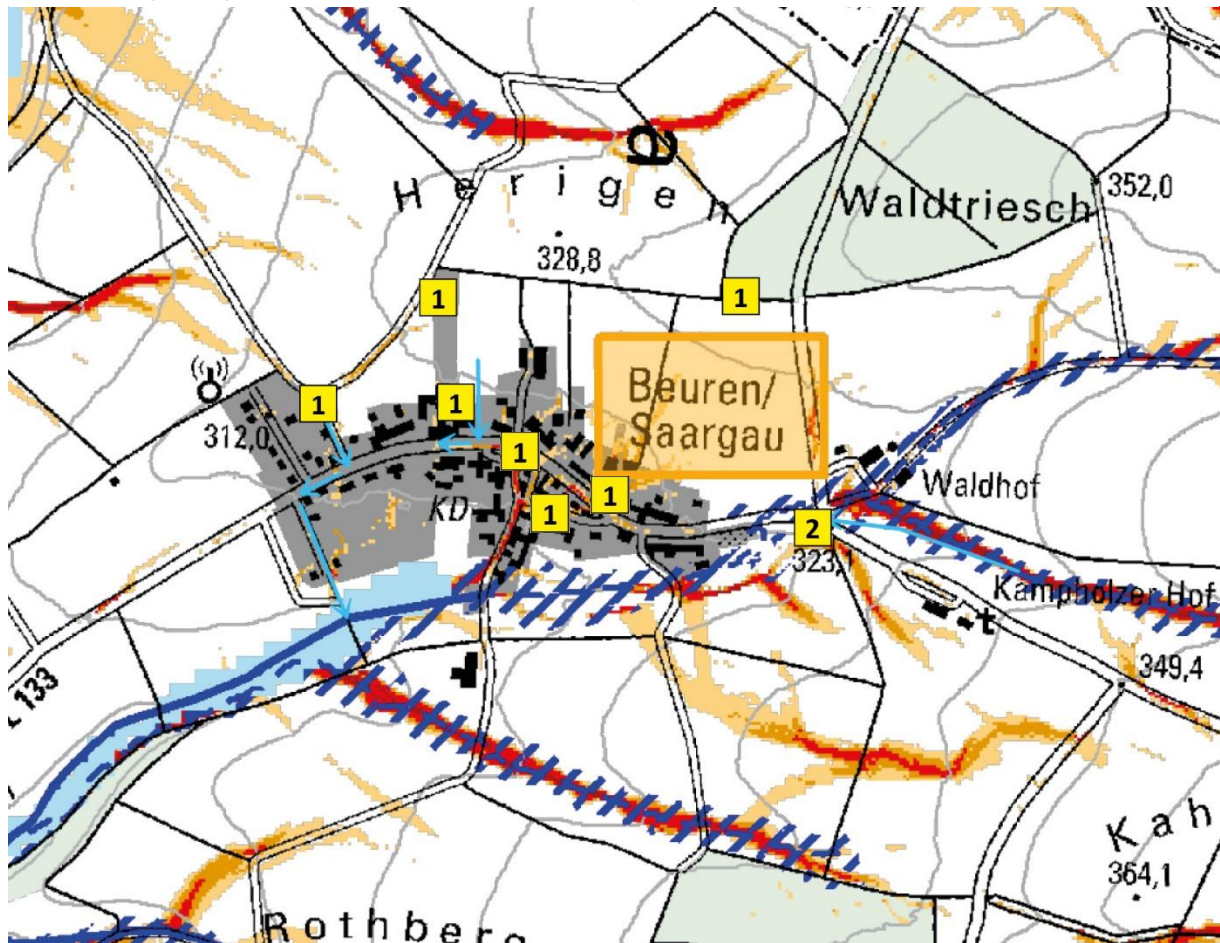 Herigen
Waldtriesch
352,0
328,8
1
1
Beuren/
Saargau
1
1
312,0
1
Waldhof
KD
1
1
2
323,1
Kampholzer Hof
t
349,4
L 133
Kah
364,1
Rothberg